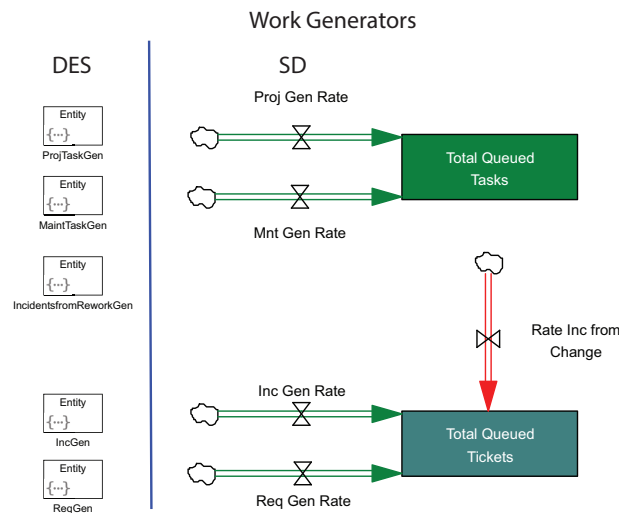 Work Generators
DES
SD
Entity
{...}
ProjTaskGen
Proj Gen Rate
Total Queued
Tasks
Entity
{...}
MaintTaskGen
Mnt Gen Rate
Entity
{...}
IncidentsfromReworkGen
Rate Inc from
Change
Entity
{...}
IncGen
Inc Gen Rate
Total Queued
Tickets
Entity
{...}
ReqGen
Req Gen Rate